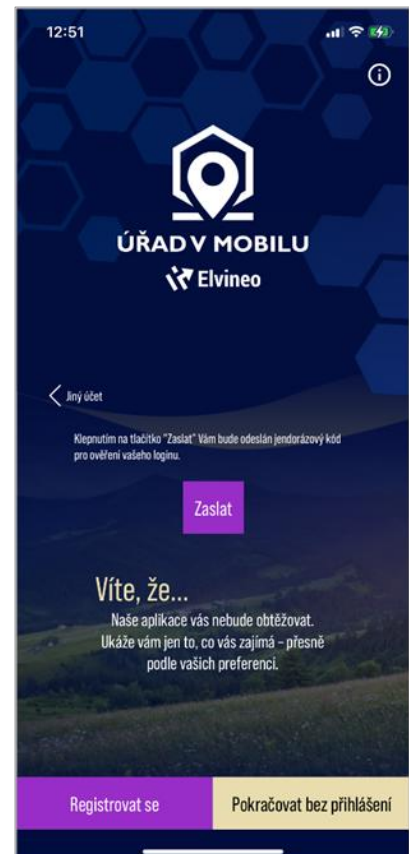 12:51
ÚŘAD V MOBILU
Elvineo
Jiný účet
Klepnutím na tlačítko "Zaslat" Vám bude odeslán jendorázový kód
pro ověření vašeho loginu.
Zaslat
Víte, že...
Naše aplikace vás nebude obtěžovat.
Ukáže vám jen to, co vás zajímá – přesně
podle vašich preferenci.
Registrovat se
Pokračovat bez přihlášení